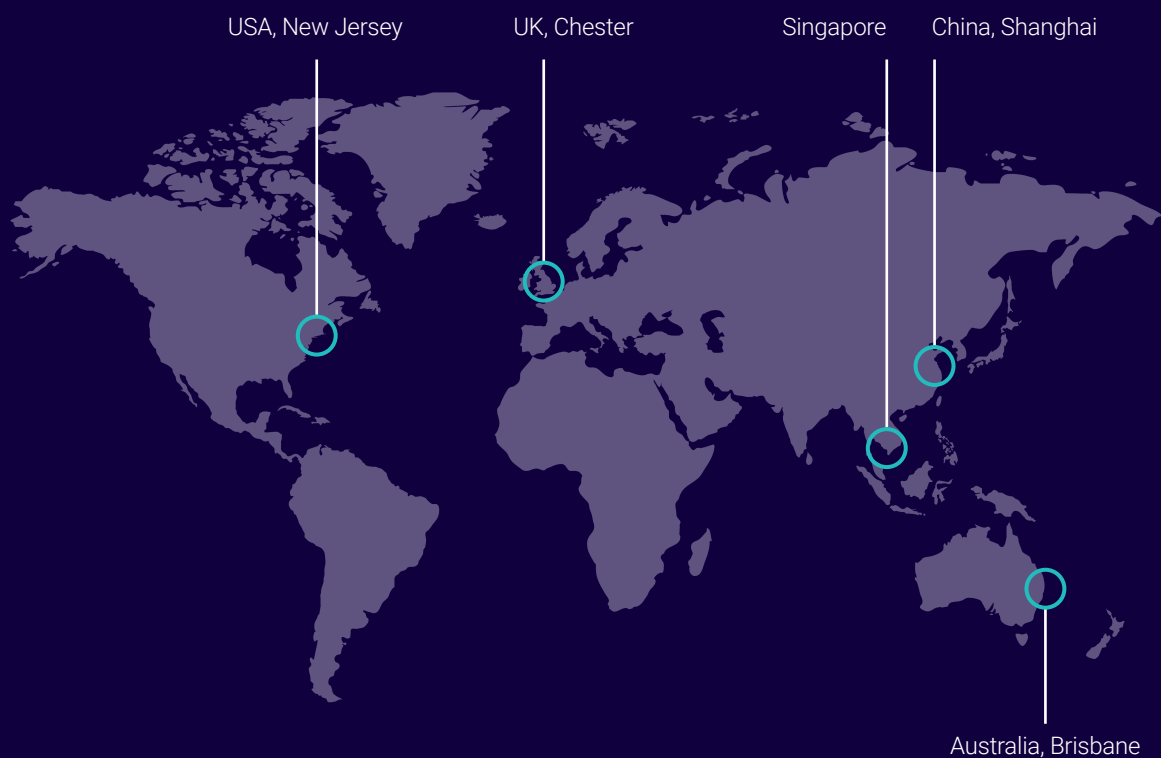 USA, New Jersey
UK, Chester
Singapore
China, Shanghai
Australia, Brisbane